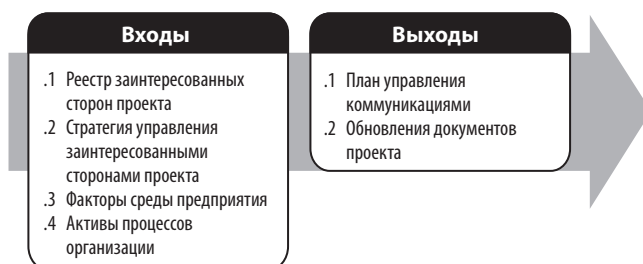 Входы
.1 Реестр заинтересованных
сторон проекта
.2 Стратегия управления
заинтересованными
сторонами проекта
.3 Факторы среды предприятия
.4 Активы процессов
организации
Выходы
.1 План управления
коммуникациями
.2 Обновления документов
проекта